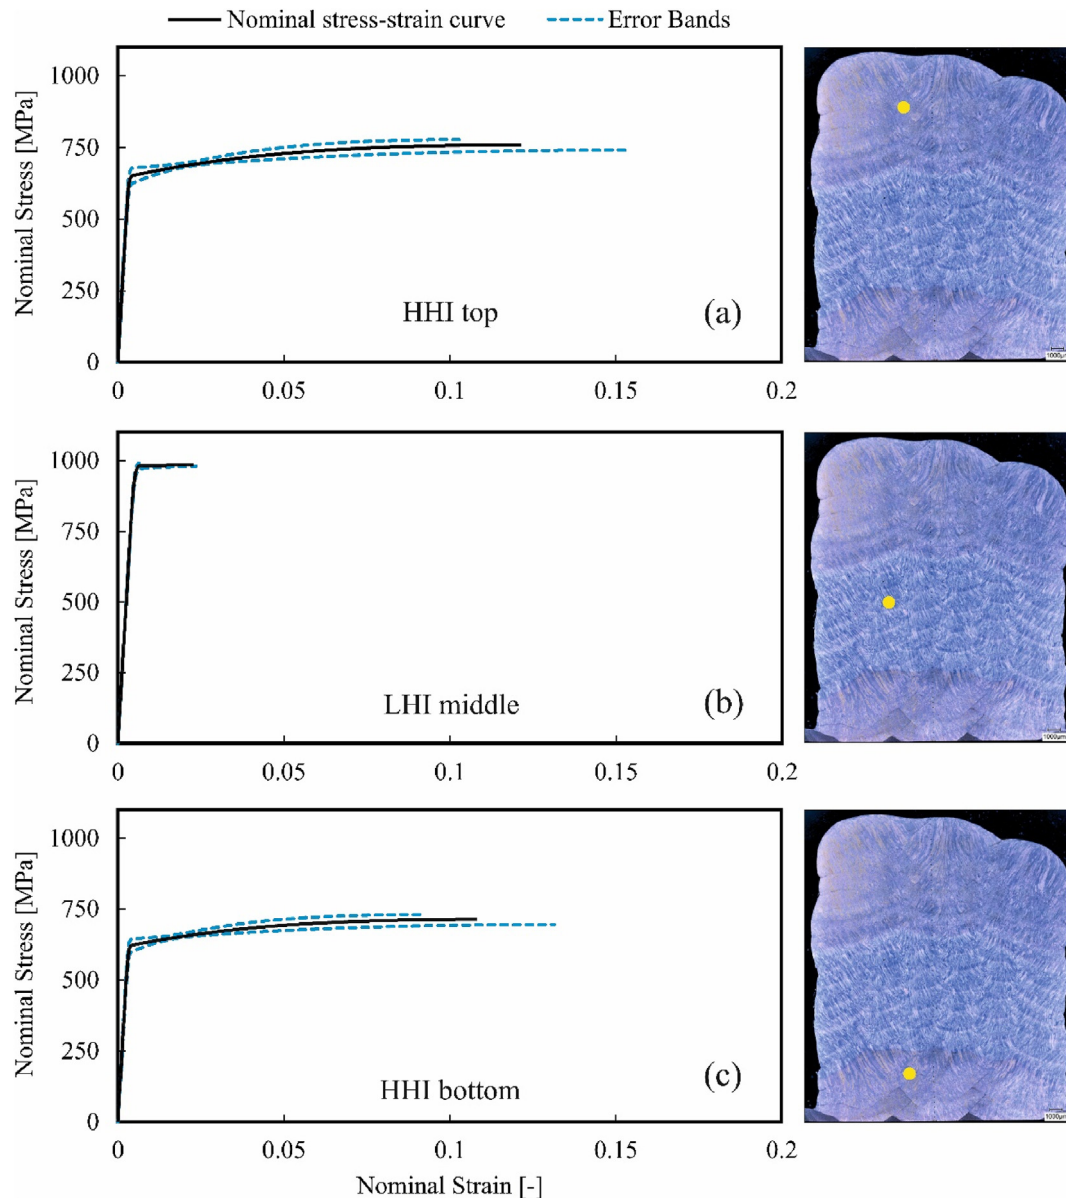 Nominal stress-strain curve Error Bands
1000
750
500
250
0
Nominal Stress [MPa]
HHI top
(a)
0 0.05 0.1 0.15 0.2
1000μm
1000
750
500
250
0
Nominal Stress [MPa]
LHI middle
(b)
0 0.05 0.1 0.15 0.2
1000μm
1000
750
500
250
0
Nominal Stress [MPa]
HHI bottom
(c)
0 0.05 0.1 0.15 0.2
Nominal Strain [-]
1000μm